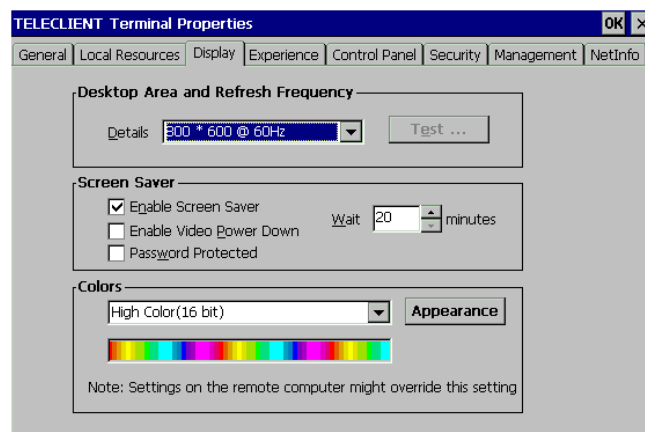 TELECLIENT Terminal Properties OK ×
General Local Resources Display Experience Control Panel Security Management NetInfo
Desktop Area and Refresh Frequency
Details 800 * 600 @ 60Hz Test ...
Screen Saver
Enable Screen Saver
Wait 20 minutes
Enable Video Power Down
Password Protected
Colors
High Color(16 bit) Appearance
Note: Settings on the remote computer might override this setting